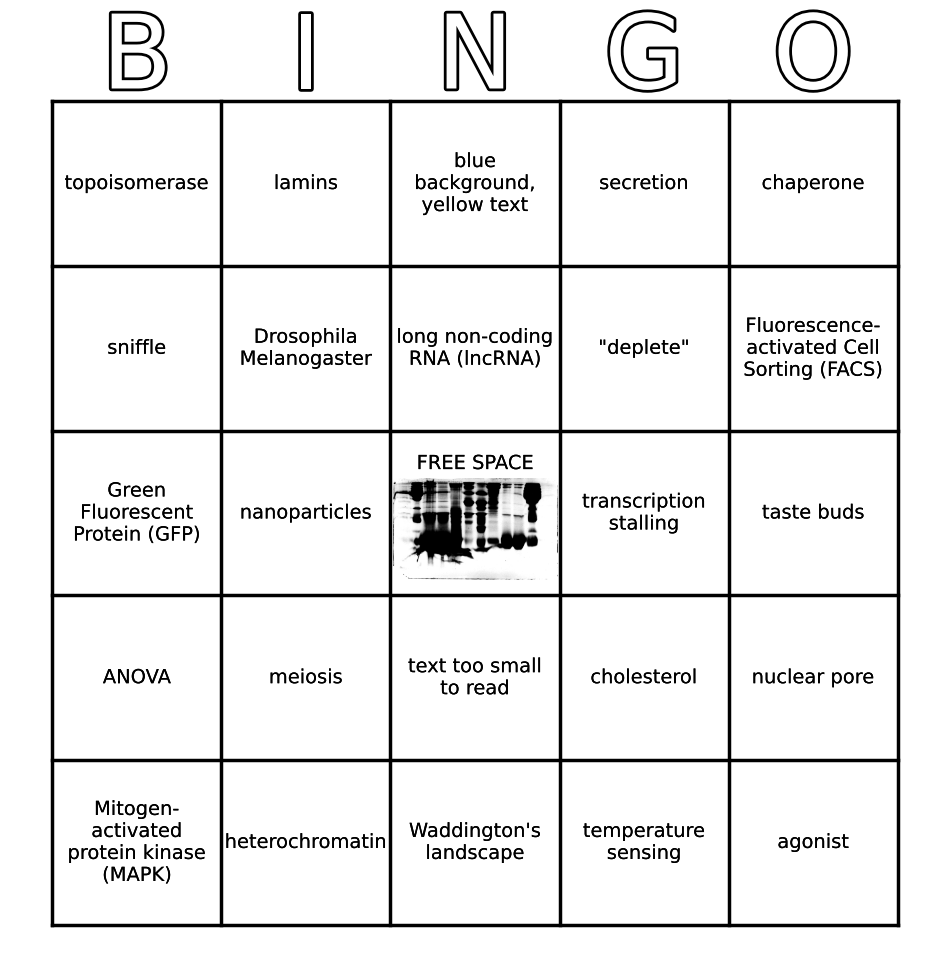 B I N G O
topoisomerase
lamins
blue
background,
yellow text
secretion
chaperone
sniffle
Drosophila
Melanogaster
long non-coding
RNA (lncRNA)
"deplete"
Fluorescence-
activated Cell
Sorting (FACS)
Green
Fluorescent
Protein (GFP)
nanoparticles
FREE SPACE
transcription
stalling
taste buds
ANOVA
meiosis
text too small
to read
cholesterol
nuclear pore
Mitogen-
activated
protein kinase
(MAPK)
heterochromatin
Waddington's
landscape
temperature
sensing
agonist